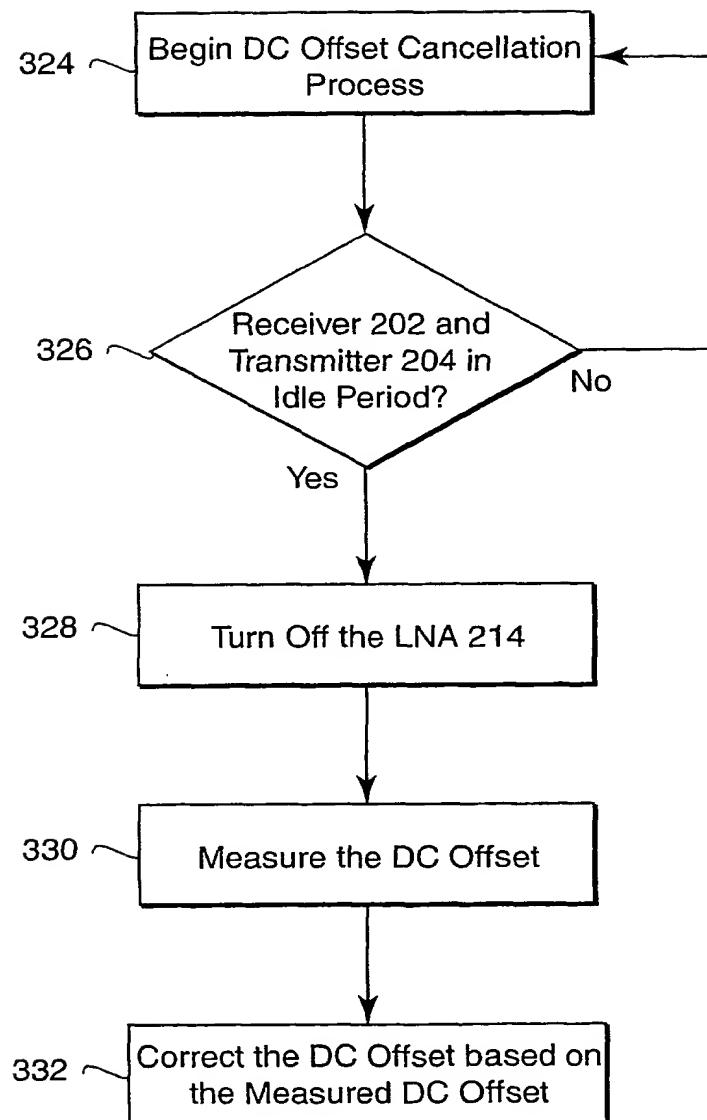 324
Begin DC Offset Cancellation
Process
326
Receiver 202 and
Transmitter 204 in
Idle Period?
No
Yes
328
Turn Off the LNA 214
330
Measure the DC Offset
332
Correct the DC Offset based on
the Measured DC Offset